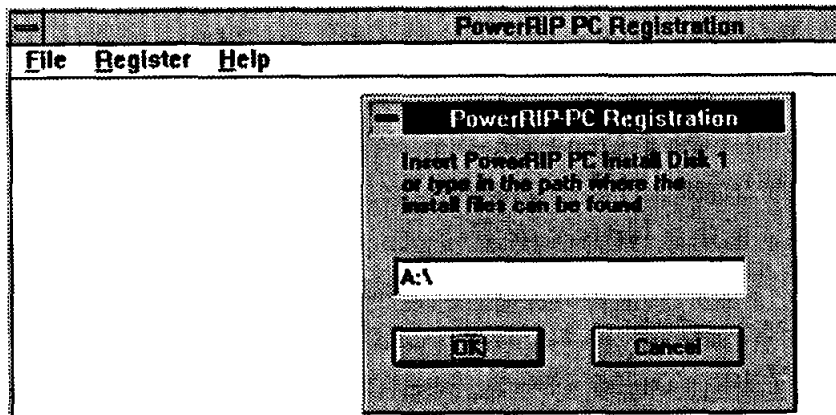 PowerRIP PC Registration
File Register Help
PowerRIP-PC Registration
Insert PowerRIP PC Install Disk 1
or type in the path where the
install files can be found
A:\
OK Cancel